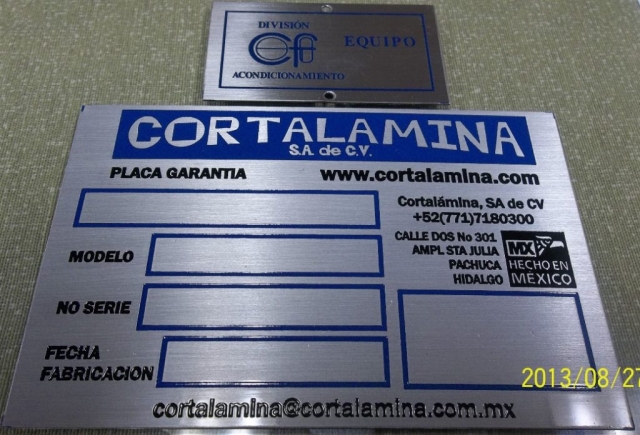 DIVISIÓN
CFI EQUIPO
ACONDICIONAMIENTO
CORTALAMINA
S.A. de C.V.
PLACA GARANTIA www.cortalamina.com
Cortalámina, SA de CV
+52(771)7180300
CALLE DOS No 301
AMPL STA JULIA
PACHUCA
HIDALGO
MX
HECHO EN
MÉXICO
MODELO
NO SERIE
FECHA
FABRICACION
cortalamina@cortalamina.com.mx
2013/08/27